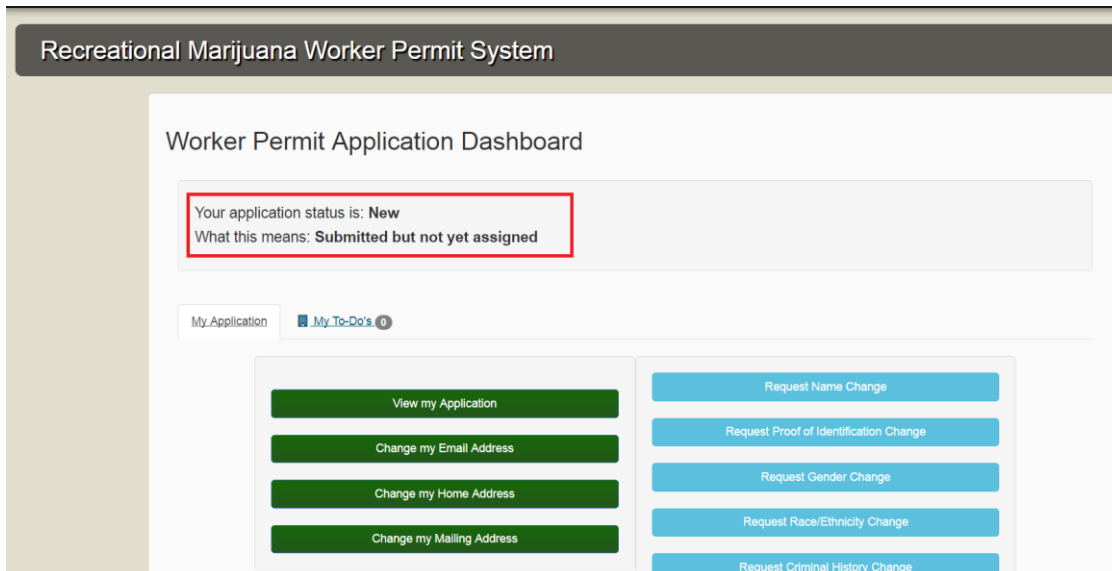 Recreational Marijuana Worker Permit System
Worker Permit Application Dashboard
Your application status is: New
What this means: Submitted but not yet assigned
My Application
My To-Do's 0
View my Application
Change my Email Address
Change my Home Address
Change my Mailing Address
Request Name Change
Request Proof of Identification Change
Request Gender Change
Request Race/Ethnicity Change
Request Criminal History Change